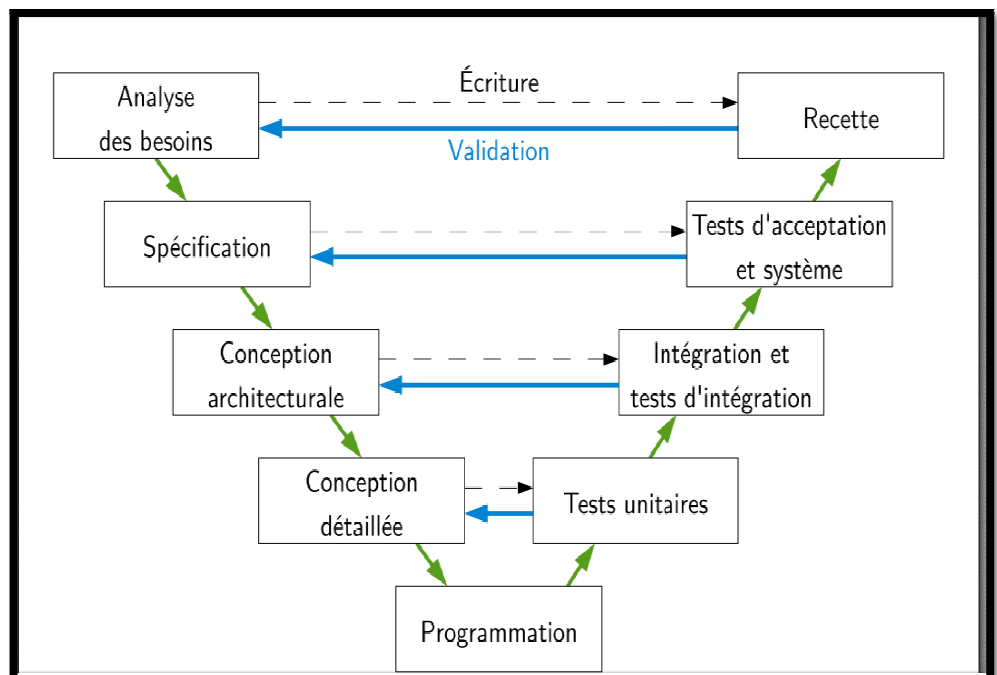 Analyse
des besoins
Écriture
Validation
Recette
Spécification
Tests d'acceptation
et système
Conception
architecturale
Intégration et
tests d'intégration
Conception
détaillée
Tests unitaires
Programmation